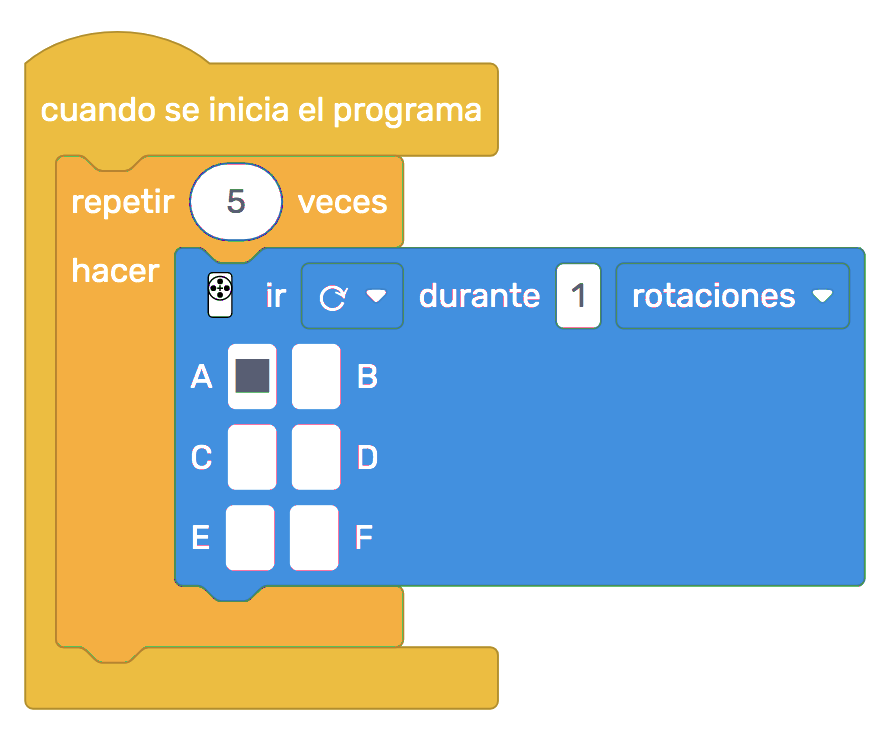 cuando se inicia el programa
repetir 5 veces
hacer
ir durante 1 rotaciones
A B
C D
E F